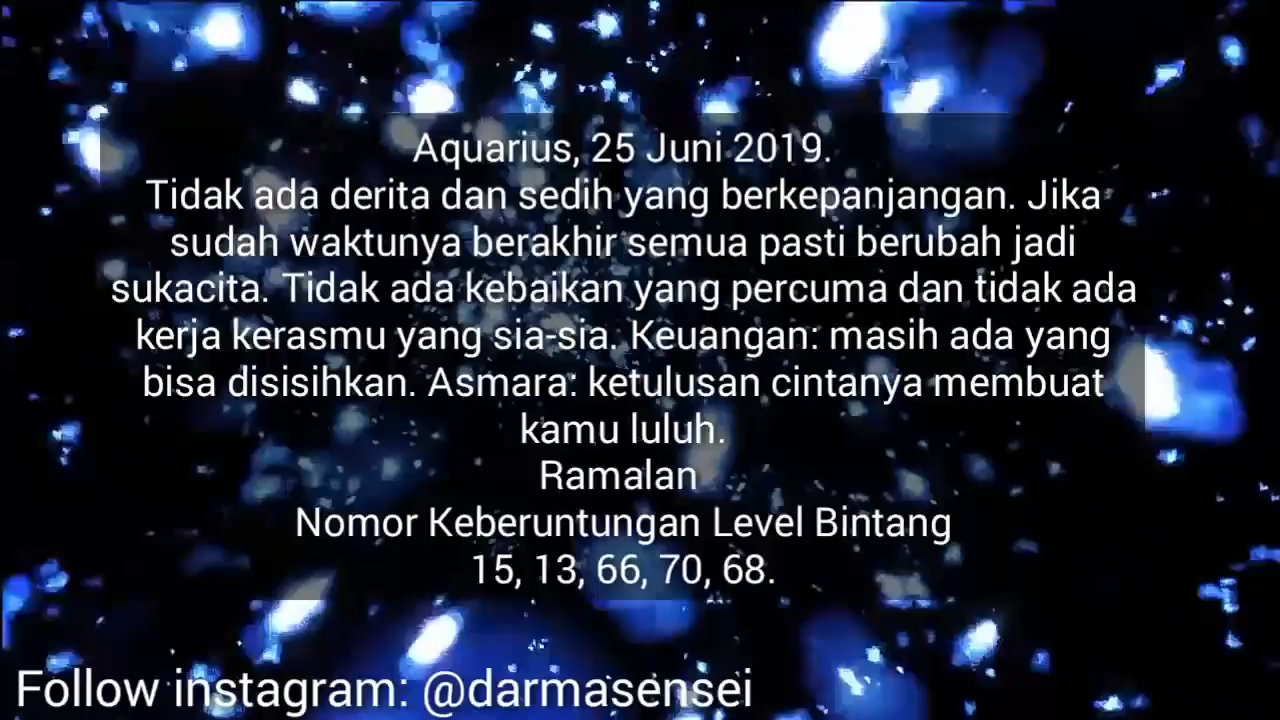 Aquarius, 25 Juni 2019.
Tidak ada derita dan sedih yang berkepanjangan. Jika
sudah waktunya berakhir semua pasti berubah jadi
sukacita. Tidak ada kebaikan yang percuma dan tidak ada
kerja kerasmu yang sia-sia. Keuangan: masih ada yang
bisa disisihkan. Asmara: ketulusan cintanya membuat
kamu luluh.
Ramalan
Nomor Keberuntungan Level Bintang
15, 13, 66, 70, 68.
Follow instagram: @darmasensei